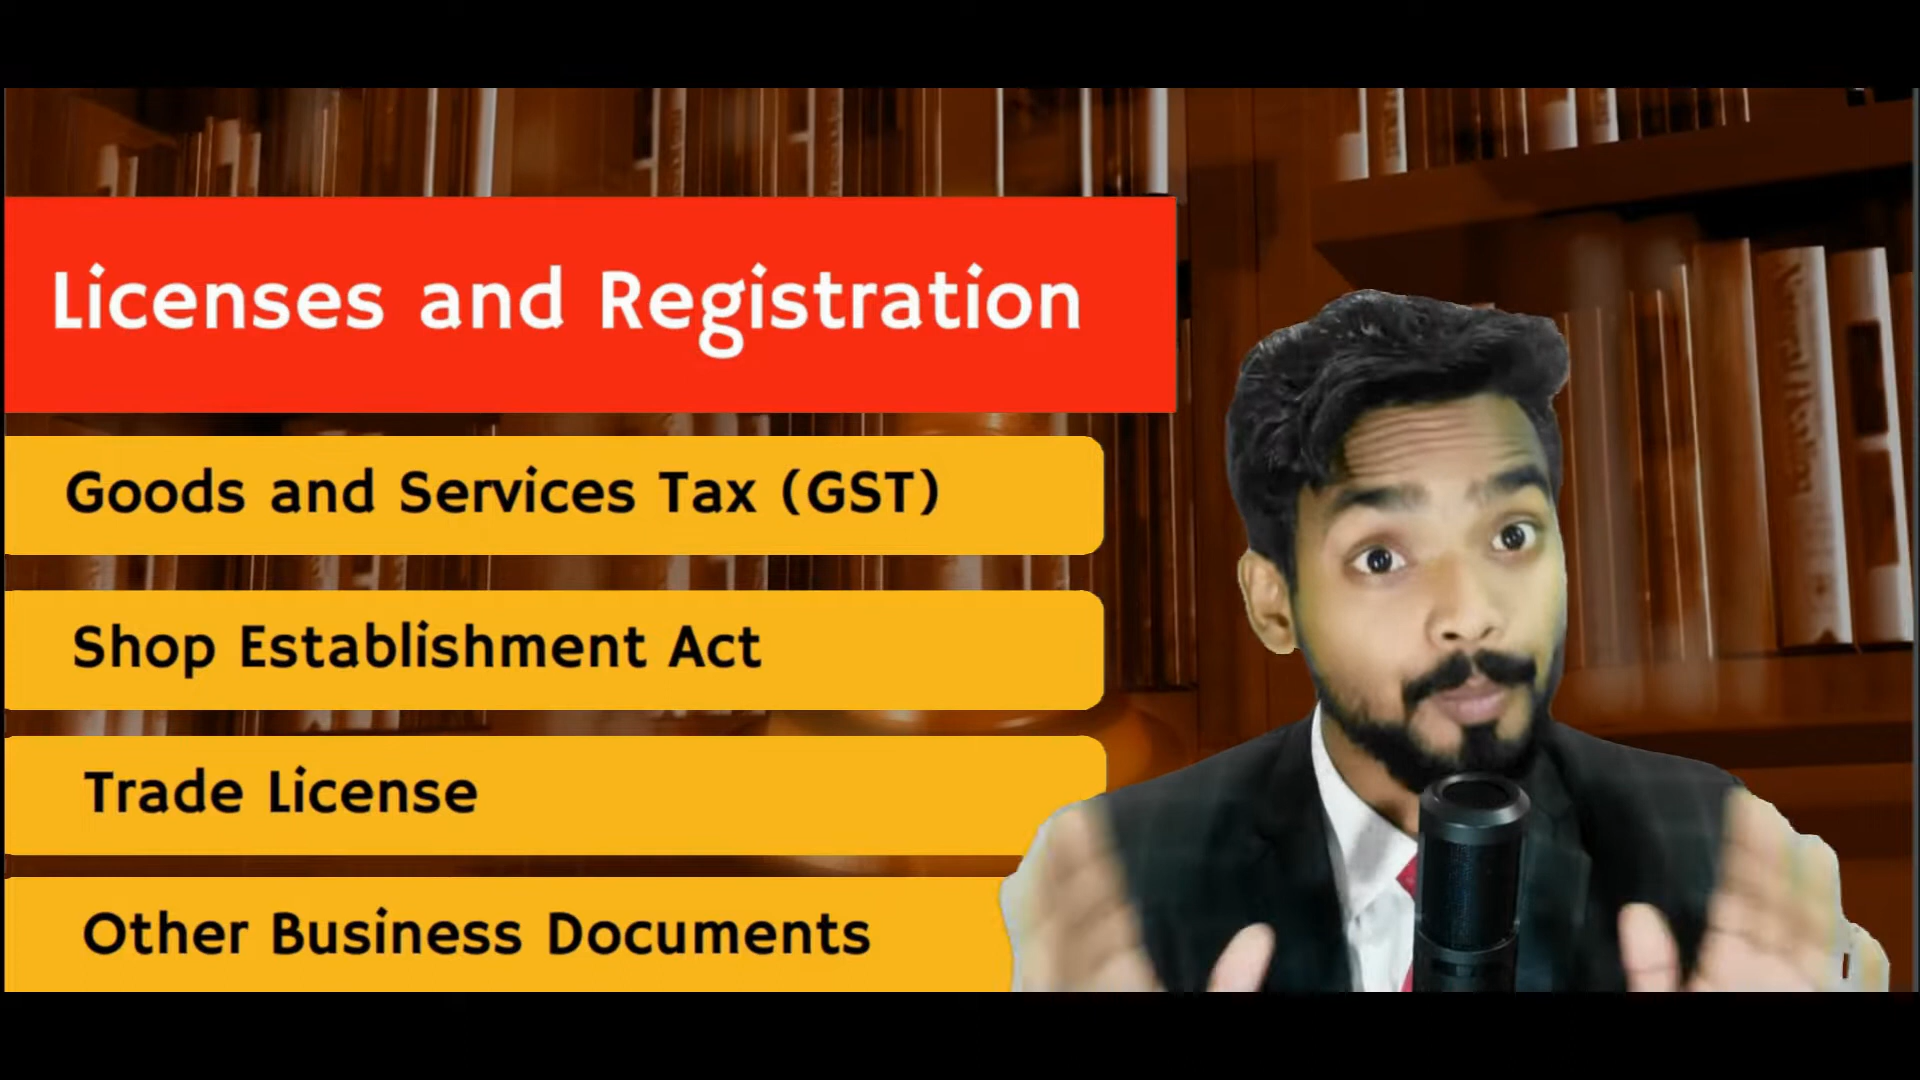 Licenses and Registration
Goods and Services Tax (GST)
Shop Establishment Act
Trade License
Other Business Documents